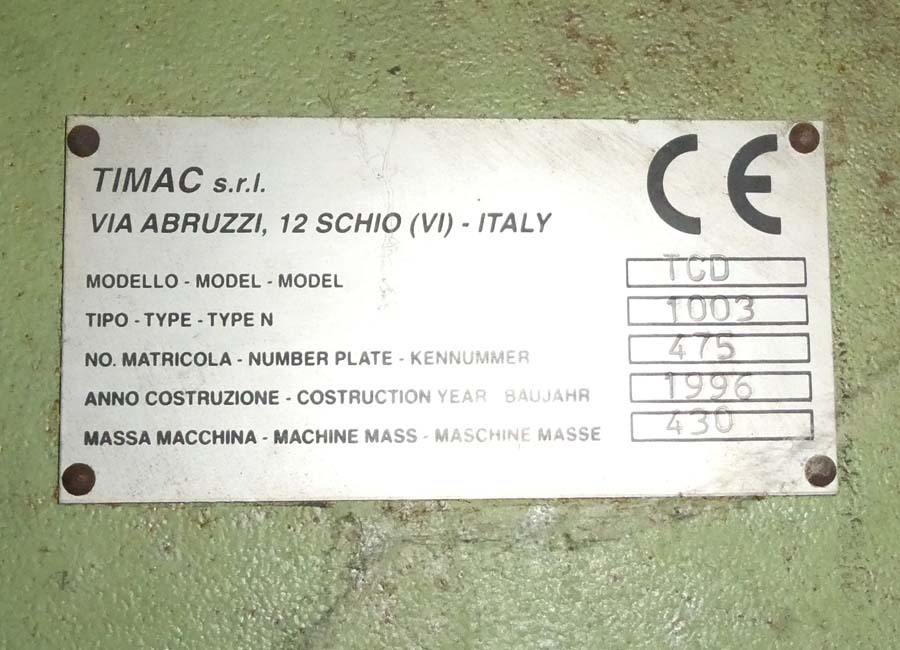 TIMAC s.r.l.
CE
VIA ABRUZZI, 12 SCHIO (VI) - ITALY
MODELLO - MODEL - MODEL TCD
TIPO - TYPE - TYPE N 1003
NO. MATRICOLA - NUMBER PLATE - KENNUMMER 475
ANNO COSTRUZIONE - COSTRUCTION YEAR BAUJAHR 1996
MASSA MACCHINA - MACHINE MASS - MASCHINE MASSE 430